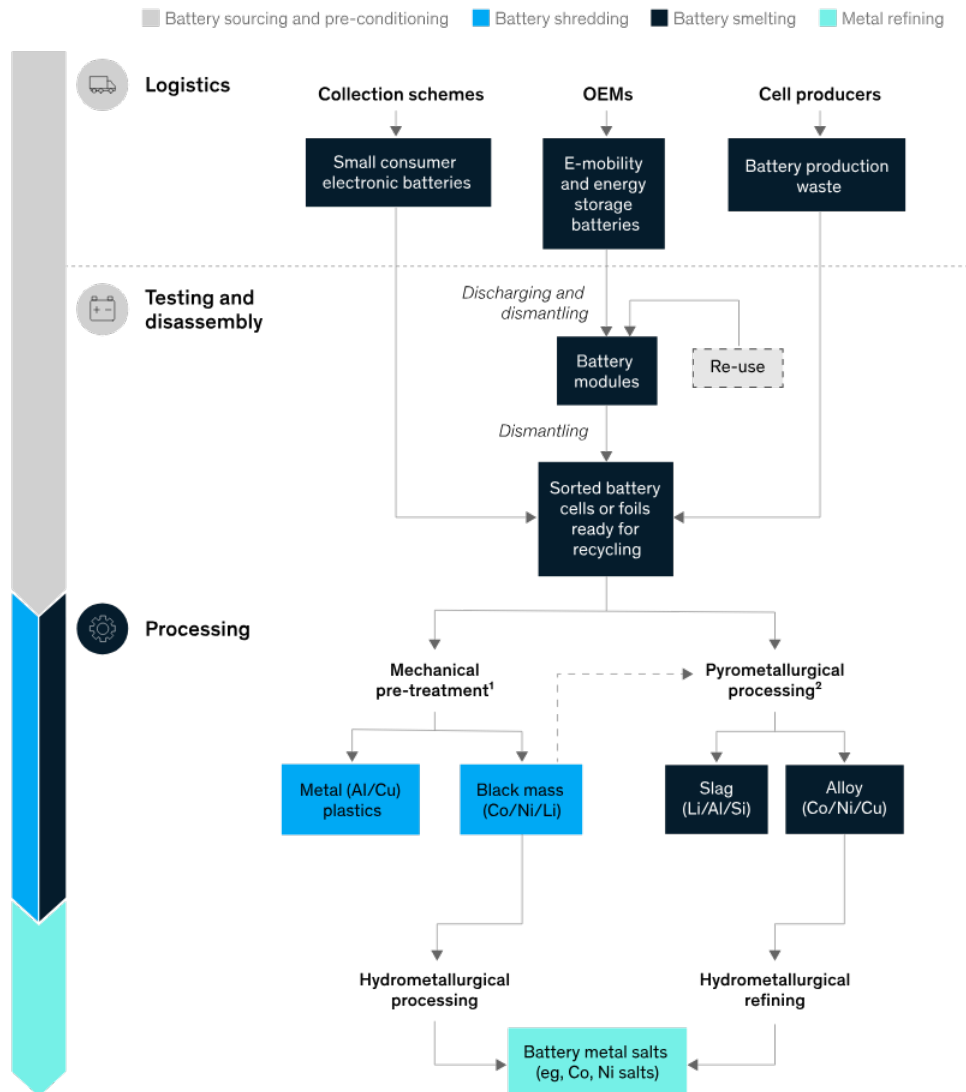 Battery sourcing and pre-conditioning
Battery shredding
Battery smelting
Metal refining
Logistics
Collection schemes
OEMs
Cell producers
Small consumer
electronic batteries
E-mobility
and energy
storage
batteries
Battery production
waste
Testing and
disassembly
Discharging and
dismantling
Battery
modules
Re-use
Dismantling
Sorted battery
cells or foils
ready for
recycling
Processing
Mechanical
pre-treatment¹
Pyrometallurgical
processing²
Metal (Al/Cu)
plastics
Black mass
(Co/Ni/Li)
Slag
(Li/Al/Si)
Alloy
(Co/Ni/Cu)
Hydrometallurgical
processing
Hydrometallurgical
refining
Battery metal salts
(eg, Co, Ni salts)